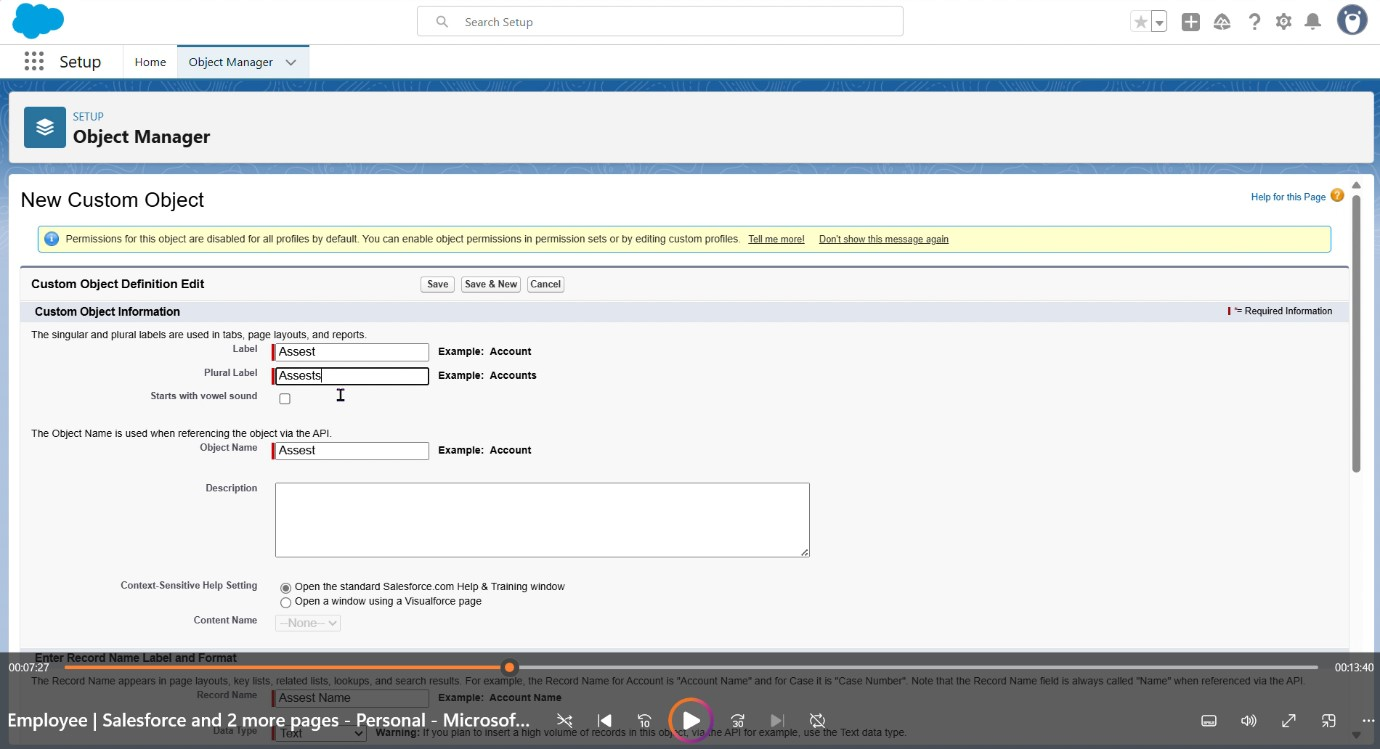 Search Setup
Setup
Home
Object Manager
SETUP
Object Manager
New Custom Object
Help for this Page
Permissions for this object are disabled for all profiles by default. You can enable object permissions in permission sets or by editing custom profiles. Tell me more! Don't show this message again
Custom Object Definition Edit
Save
Save & New
Cancel
Custom Object Information
= Required Information
The singular and plural labels are used in tabs, page layouts, and reports.
Label Assest Example: Account
Plural Label Assests Example: Accounts
Starts with vowel sound
The Object Name is used when referencing the object via the API.
Object Name Assest Example: Account
Description
Context-Sensitive Help Setting Open the standard Salesforce.com Help & Training window
Open a window using a Visualforce page
Content Name --None--
Enter Record Name Label and Format
00:07:27
00:13:40
The Record Name appears in page layouts, key lists, related lists, lookups, and search results. For example, the Record Name for Account is "Account Name" and for Case it is "Case Number". Note that the Record Name field is always called "Name" when referenced via the API.
Record Name Assest Name Example: Account Name
Employee | Salesforce and 2 more pages - Personal - Microsof...
10
30
Data Type Text Warning: If you plan to insert a high volume of records in this object, via the API for example, use the Text data type.